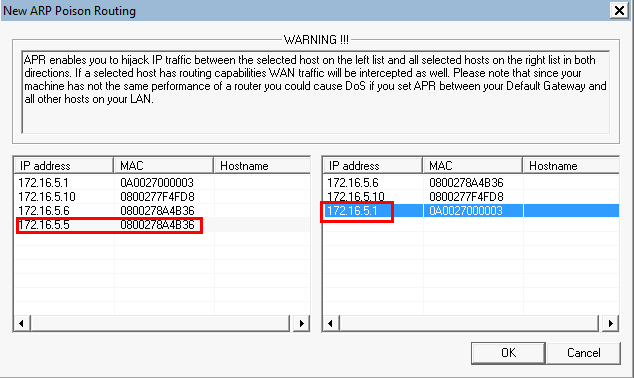 New ARP Poison Routing
WARNING !!!
APR enables you to hijack IP traffic between the selected host on the left list and all selected hosts on the right list in both
directions. If a selected host has routing capabilities WAN traffic will be intercepted as well. Please note that since your
machine has not the same performance of a router you could cause DoS if you set APR between your Default Gateway and
all other hosts on your LAN.
IP address MAC Hostname
172.16.5.1 0A0027000003
172.16.5.10 0800277F4FD8
172.16.5.6 0800278A4B36
172.16.5.5 0800278A4B36
IP address MAC Hostname
172.16.5.6 0800278A4B36
172.16.5.10 0800277F4FD8
172.16.5.1 0A0027000003
OK Cancel